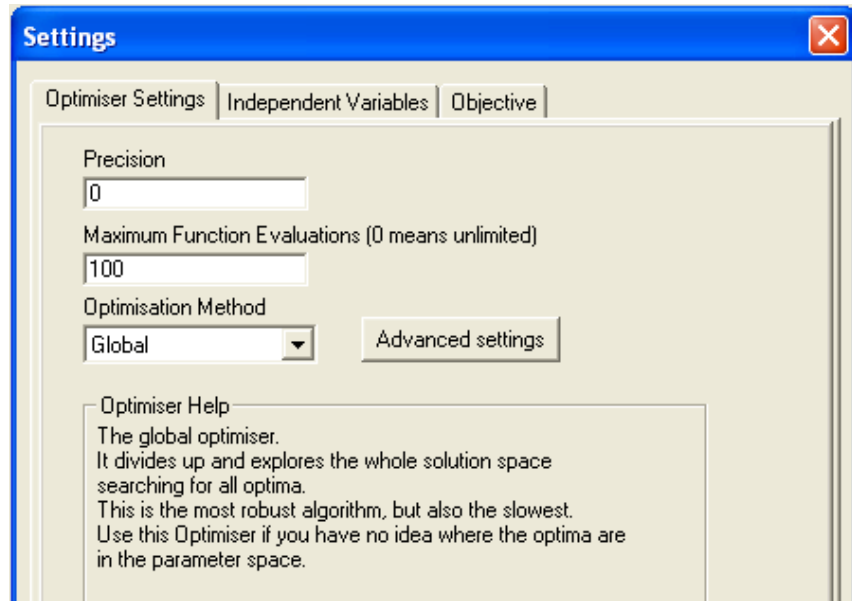 Settings
Optimiser Settings
Independent Variables
Objective
Precision
0
Maximum Function Evaluations (0 means unlimited)
100
Optimisation Method
Global
Advanced settings
Optimiser Help
The global optimiser.
It divides up and explores the whole solution space
searching for all optima.
This is the most robust algorithm, but also the slowest.
Use this Optimiser if you have no idea where the optima are
in the parameter space.